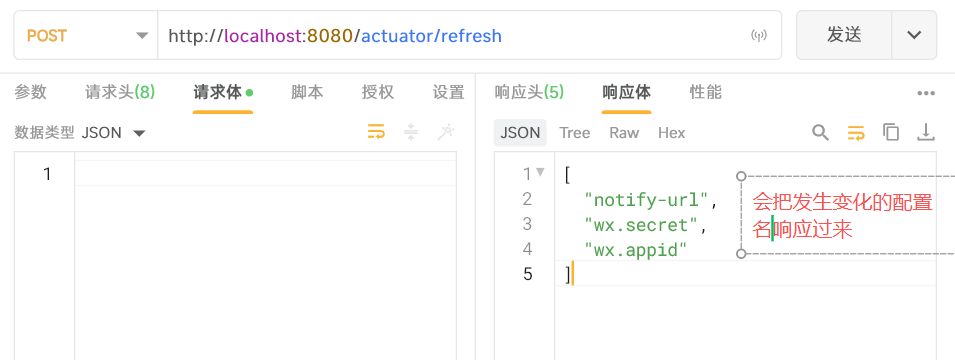 POST http://localhost:8080/actuator/refresh 发送
参数 请求头(8) 请求体 脚本 授权 设置
数据类型 JSON
1
响应头(5) 响应体 性能
JSON Tree Raw Hex
1 [
2 "notify-url",
3 "wx.secret",
4 "wx.appid"
5 ]
会把发生变化的配置
名响应过来